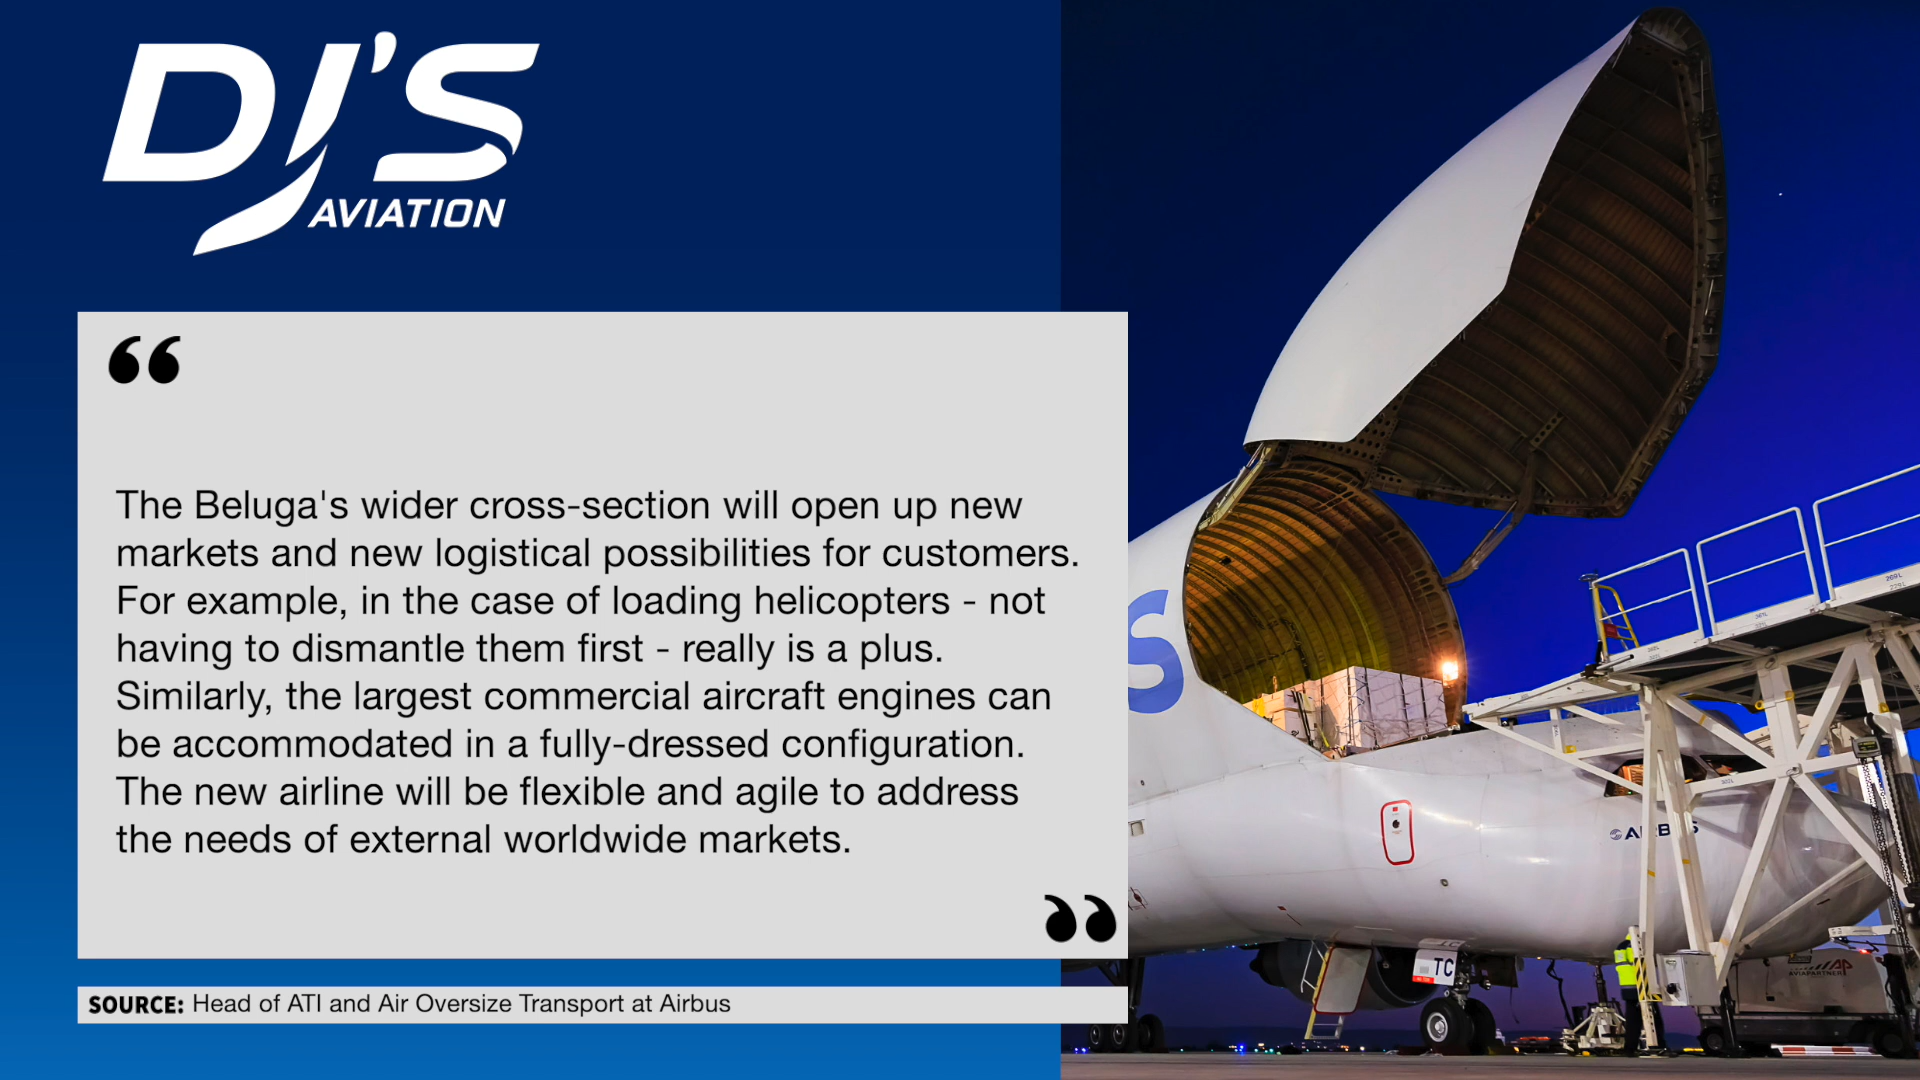 DJ'S
AVIATION
“
The Beluga's wider cross-section will open up new
markets and new logistical possibilities for customers.
For example, in the case of loading helicopters - not
having to dismantle them first - really is a plus.
Similarly, the largest commercial aircraft engines can
be accommodated in a fully-dressed configuration.
The new airline will be flexible and agile to address
the needs of external worldwide markets.
”
SOURCE: Head of ATI and Air Oversize Transport at Airbus
S
TC
AVIAPARTNER